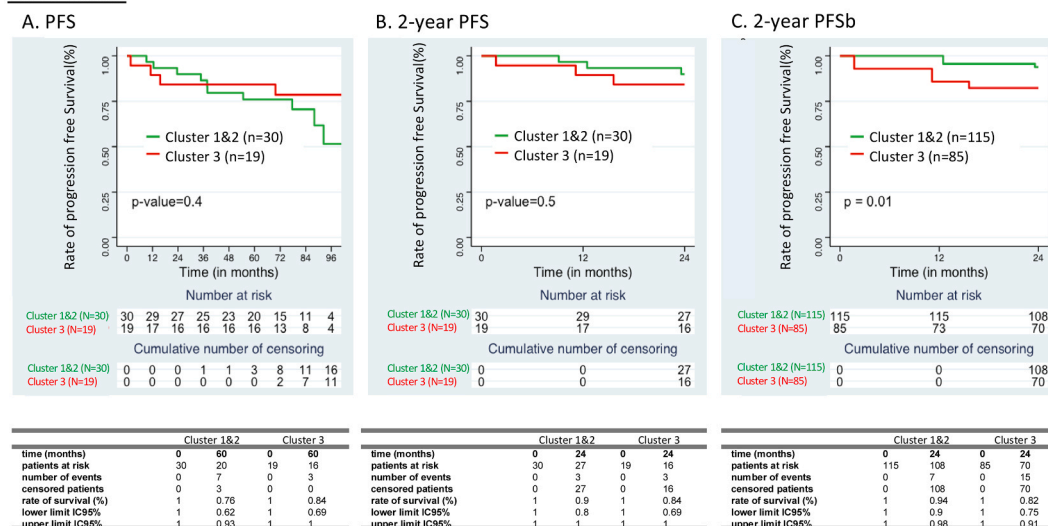 A. PFS
B. 2-year PFS
C. 2-year PFSb
Rate of progression free Survival(%)
1.00
0.75
0.50
0.25
0.00
Cluster 1&2 (n=30)
Cluster 3 (n=19)
p-value=0.4
0 12 24 36 48 60 72 84 96
Time (in months)
Number at risk
Cluster 1&2 (N=30) 30 29 27 25 23 20 15 11 4
Cluster 3 (N=19) 19 17 16 16 16 16 13 8 4
Cumulative number of censoring
Cluster 1&2 (N=30) 0 0 0 1 1 3 8 11 16
Cluster 3 (N=19) 0 0 0 0 0 0 2 7 11
Rate of progression free Survival(%)
1.00
0.75
0.50
0.25
0.00
Cluster 1&2 (n=30)
Cluster 3 (n=19)
p-value=0.5
0 12 24
Time (in months)
Number at risk
Cluster 1&2 (N=30) 30 29 27
Cluster 3 (N=19) 19 17 16
Cumulative number of censoring
Cluster 1&2 (N=30) 0 0 27
Cluster 3 (N=19) 0 0 16
Rate of progression free Survival(%)
1.00
0.75
0.50
0.25
0.00
Cluster 1&2 (n=115)
Cluster 3 (n=85)
p = 0.01
0 12 24
Time (in months)
Number at risk
Cluster 1&2 (N=115) 115 115 108
Cluster 3 (N=85) 85 73 70
Cumulative number of censoring
Cluster 1&2 (N=115) 0 0 108
Cluster 3 (N=85) 0 0 70
Cluster 1&2 Cluster 3
time (months) 0 60 0 60
patients at risk 30 20 19 16
number of events 0 7 0 3
censored patients 0 3 0 0
rate of survival (%) 1 0.76 1 0.84
lower limit IC95% 1 0.62 1 0.69
upper limit IC95% 1 0.93 1 1
Cluster 1&2 Cluster 3
time (months) 0 24 0 24
patients at risk 30 27 19 16
number of events 0 3 0 3
censored patients 0 27 0 16
rate of survival (%) 1 0.9 1 0.84
lower limit IC95% 1 0.8 1 0.69
upper limit IC95% 1 1 1 1
Cluster 1&2 Cluster 3
time (months) 0 24 0 24
patients at risk 115 108 85 70
number of events 0 7 0 15
censored patients 0 108 0 70
rate of survival (%) 1 0.94 1 0.82
lower limit IC95% 1 0.9 1 0.75
upper limit IC95% 1 0.98 1 0.91